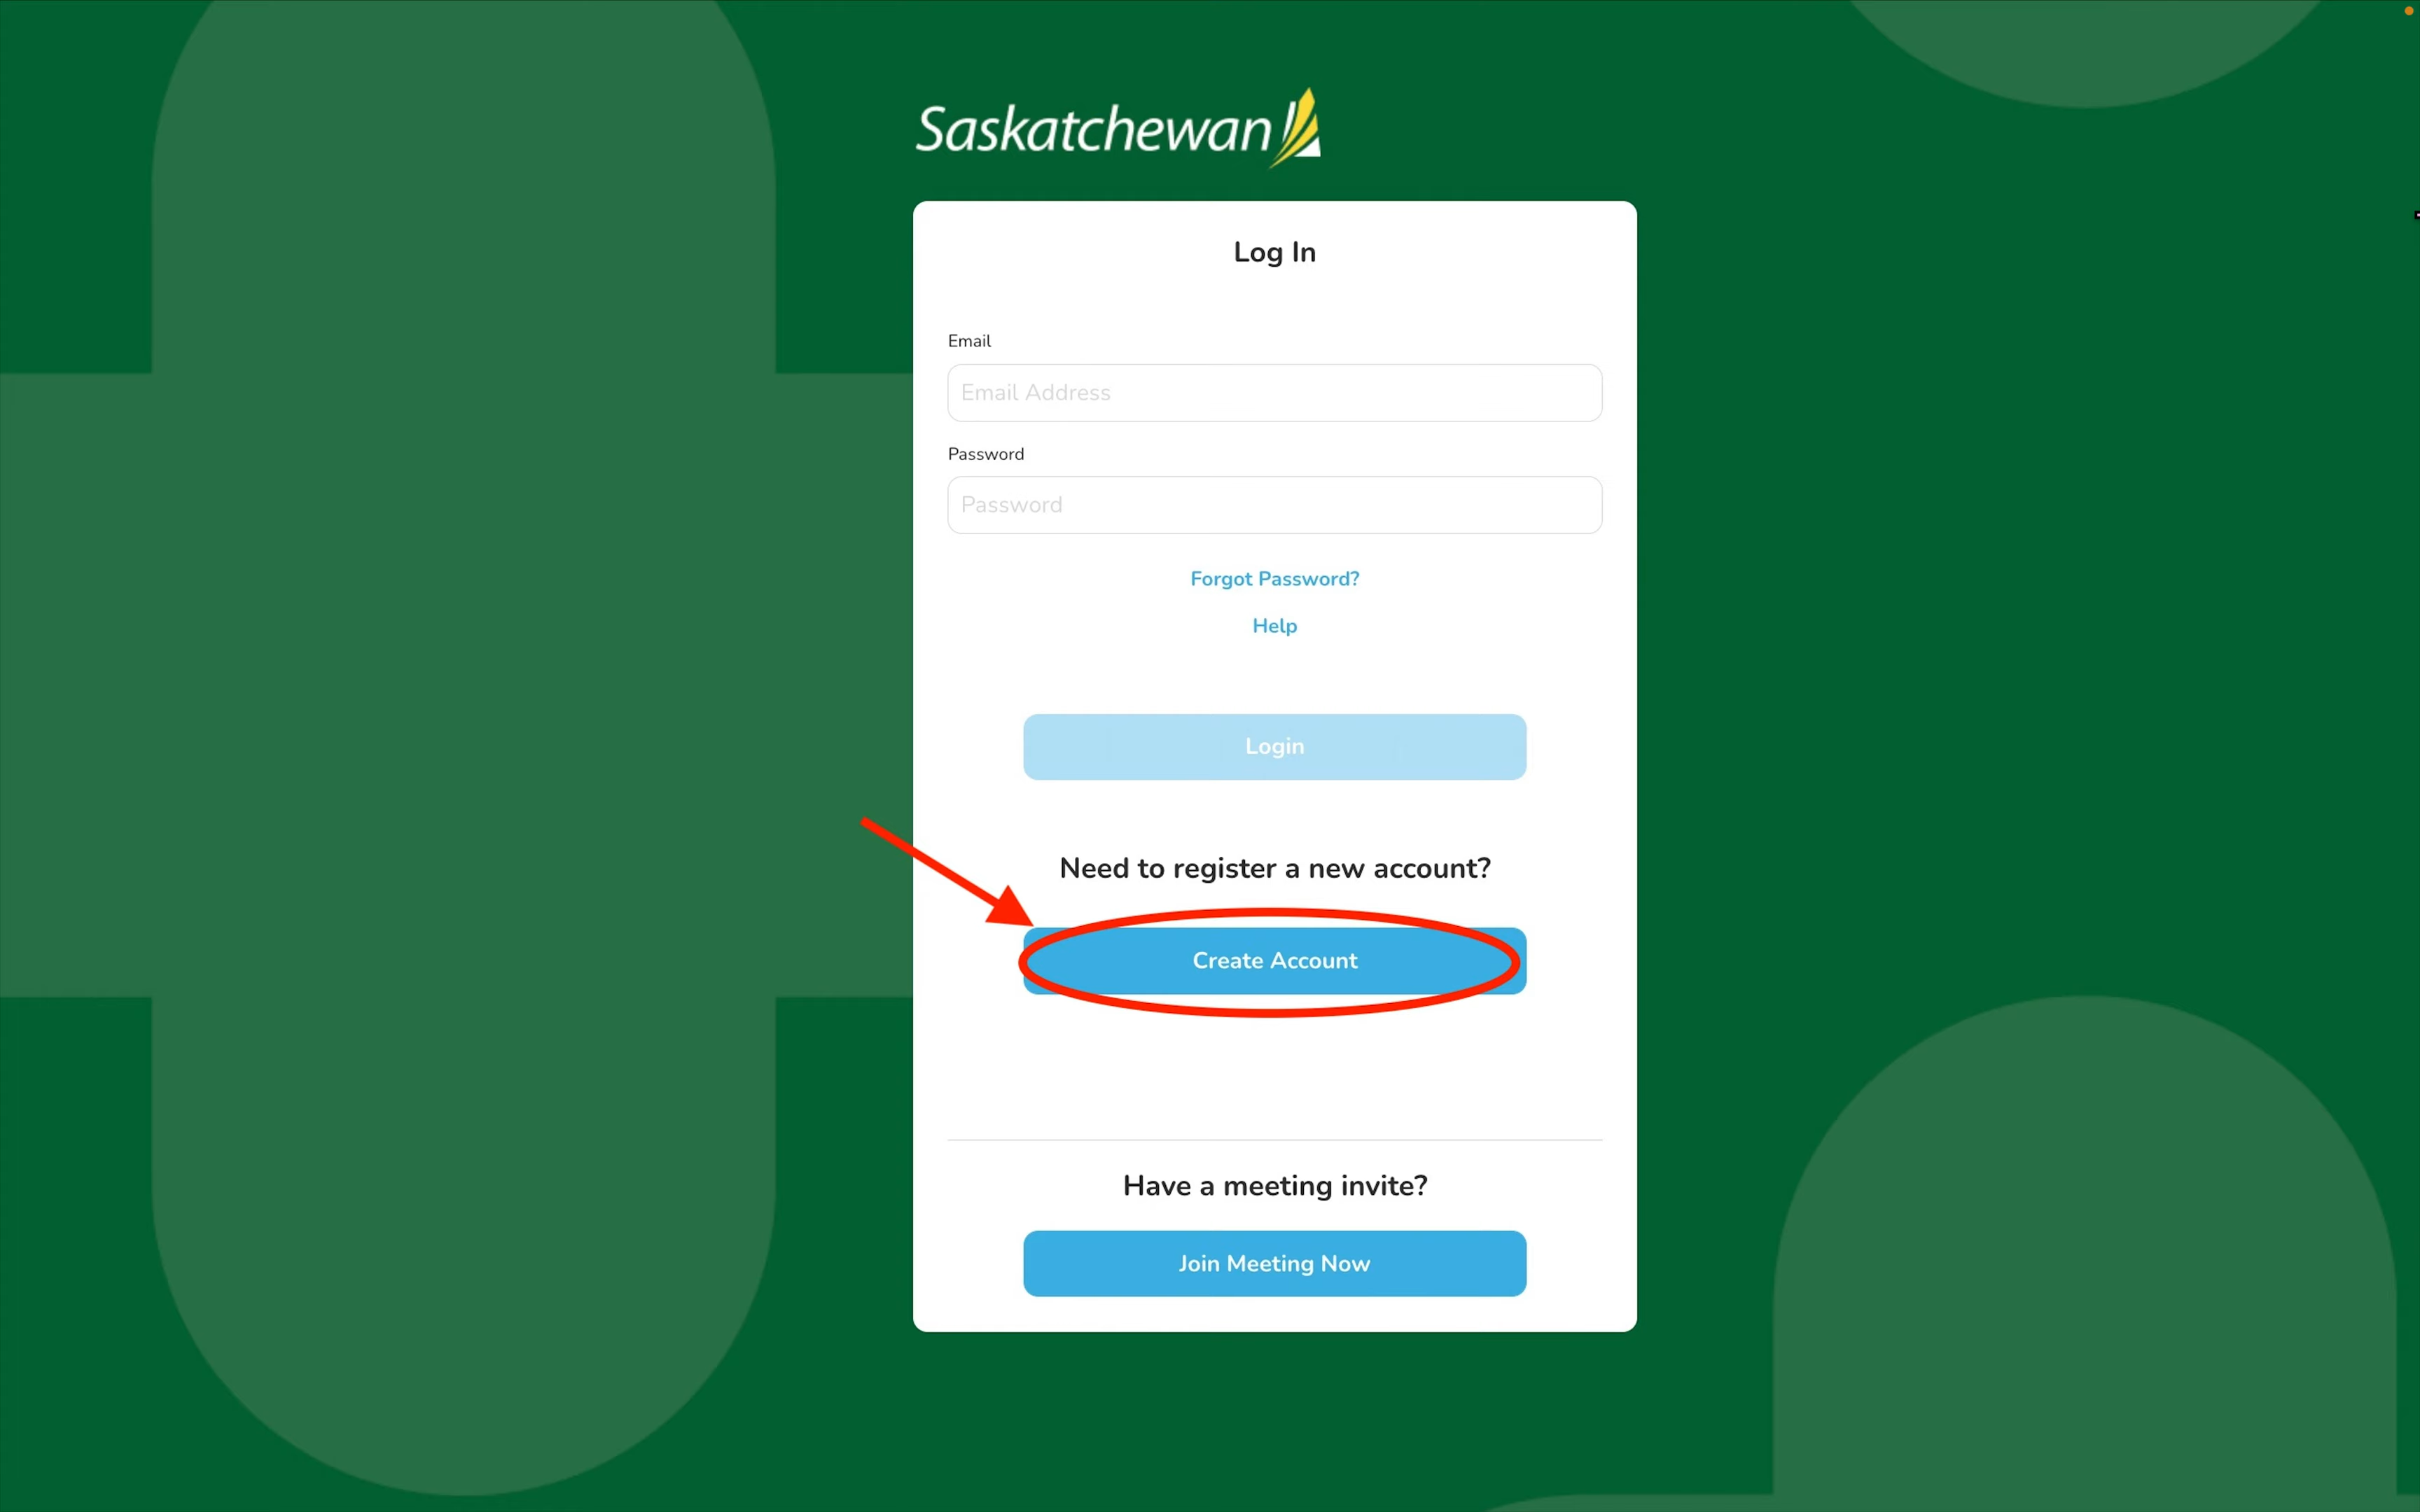 Saskatchewan
Log In
Email
Email Address
Password
Password
Forgot Password?
Help
Login
Need to register a new account?
Create Account
Have a meeting invite?
Join Meeting Now